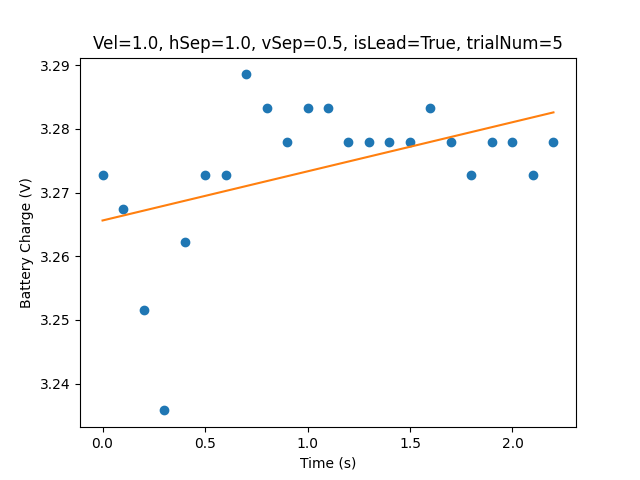 Vel=1.0, hSep=1.0, vSep=0.5, isLead=True, trialNum=5
3.29
3.28
3.27
3.26
3.25
3.24
Battery Charge (V)
0.0 0.5 1.0 1.5 2.0
Time (s)